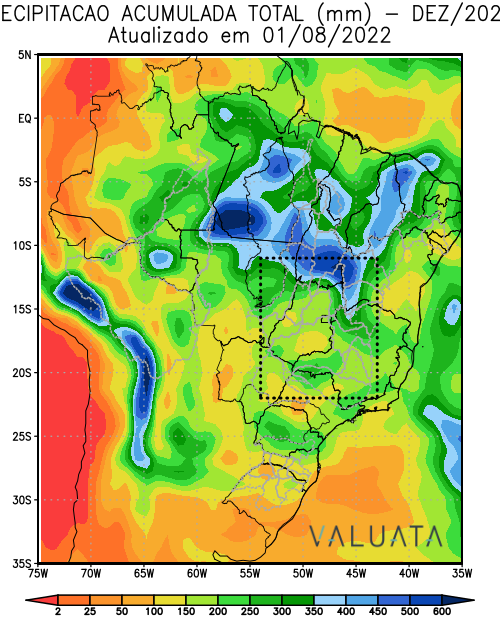 ECIPITACAO ACUMULADA TOTAL (mm) – DEZ/202
Atualizado em 01/08/2022
5N
EQ
5S
10S
15S
20S
25S
30S
35S
75W 70W 65W 60W 55W 50W 45W 40W 35W
VALUATA
2 25 50 100 150 200 250 300 350 400 450 500 600